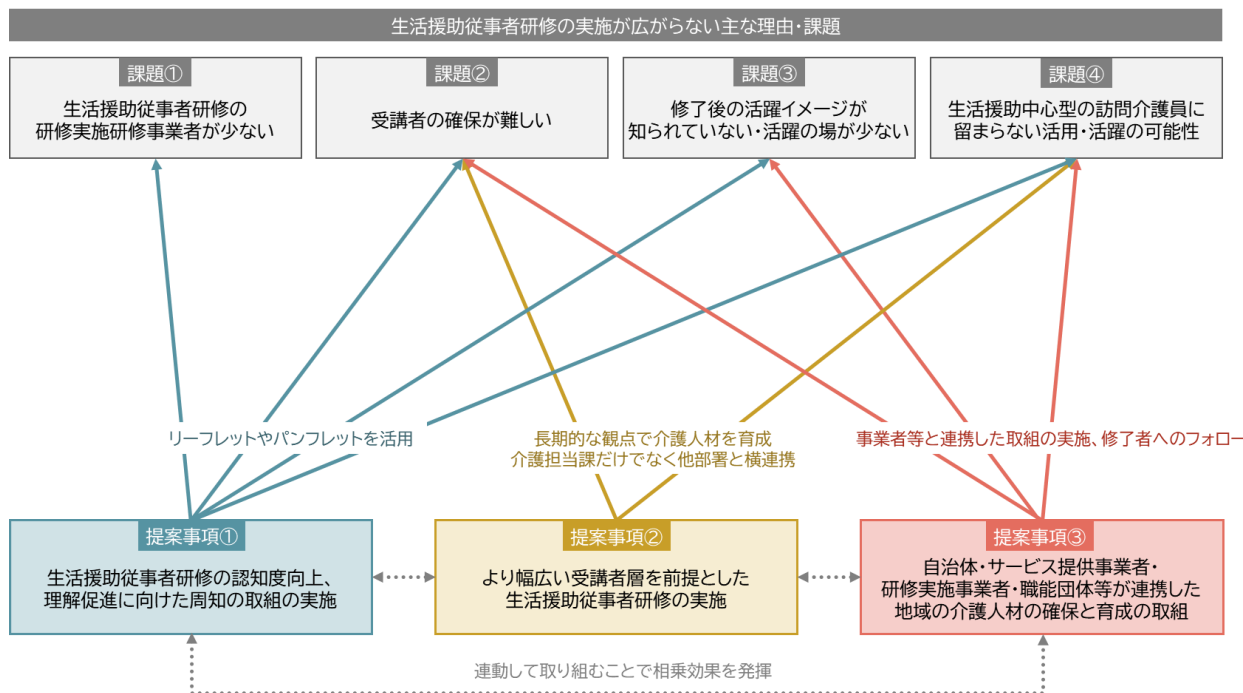 生活援助従事者研修の実施が広がらない主な理由・課題
課題①
生活援助従事者研修の
研修実施研修事業者が少ない
課題②
受講者の確保が難しい
課題③
修了後の活躍イメージが
知られていない・活躍の場が少ない
課題④
生活援助中心型の訪問介護員に
留まらない活用・活躍の可能性
リーフレットやパンフレットを活用
長期的な観点で介護人材を育成
介護担当課だけでなく他部署と横連携
事業者等と連携した取組の実施、修了者へのフォロー
提案事項①
生活援助従事者研修の認知度向上、
理解促進に向けた周知の取組の実施
提案事項②
より幅広い受講者層を前提とした
生活援助従事者研修の実施
提案事項③
自治体・サービス提供事業者・
研修実施事業者・職能団体等が連携した
地域の介護人材の確保と育成の取組
連動して取り組むことで相乗効果を発揮